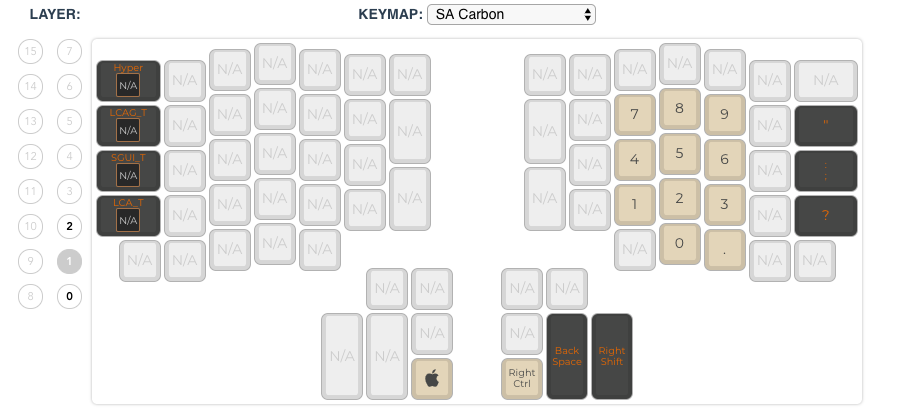 LAYER:
KEYMAP: SA Carbon
15 7
14 6
13 5
12 4
11 3
10 2
9 1
8 0
Hyper
N/A N/A N/A N/A N/A N/A N/A N/A N/A N/A N/A N/A N/A N/A
LCAG_T
N/A N/A N/A N/A N/A N/A N/A N/A N/A 7 8 9 N/A "
SGUI_T
N/A N/A N/A N/A N/A N/A N/A 4 5 6 N/A :
;
LCA_T
N/A N/A N/A N/A N/A N/A N/A N/A N/A 1 2 3 N/A ?
N/A N/A N/A N/A N/A N/A 0 . N/A N/A
N/A N/A N/A N/A
N/A N/A N/A N/A
Back
Space
Right
Shift
Right
Ctrl